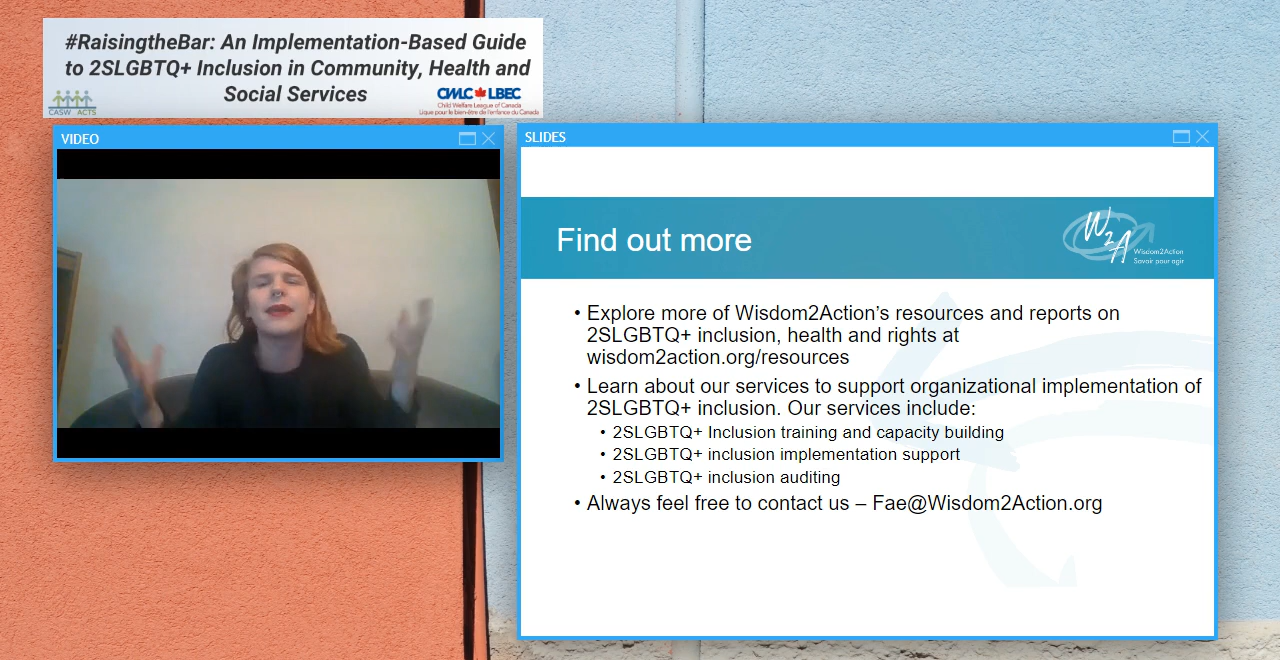 #RaisingtheBar: An Implementation-Based Guide
to 2SLGBTQ+ Inclusion in Community, Health and
Social Services
CASW ACTS
CWLC LBEC
Child Welfare League of Canada
Ligue pour le bien-être de l'enfance du Canada
VIDEO
SLIDES
Find out more
W2A
Wisdom2Action
Savoir pour agir
• Explore more of Wisdom2Action’s resources and reports on
2SLGBTQ+ inclusion, health and rights at
wisdom2action.org/resources
• Learn about our services to support organizational implementation of
2SLGBTQ+ inclusion. Our services include:
• 2SLGBTQ+ Inclusion training and capacity building
• 2SLGBTQ+ inclusion implementation support
• 2SLGBTQ+ inclusion auditing
• Always feel free to contact us – Fae@Wisdom2Action.org